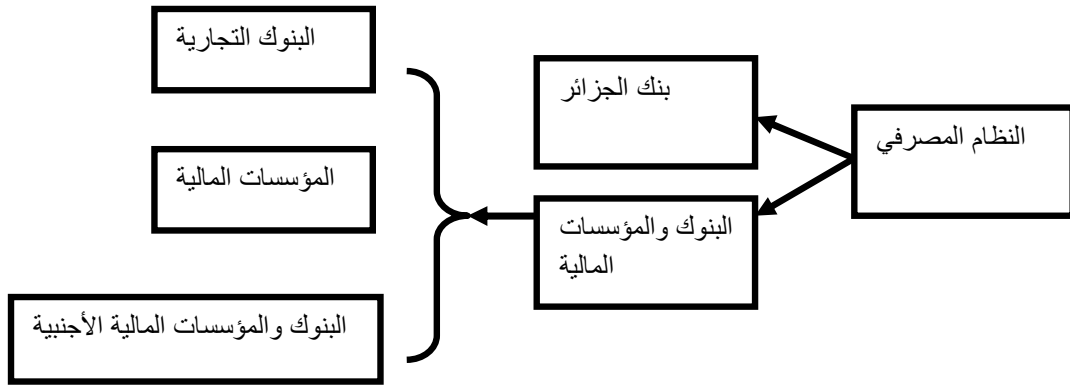 النظام المصرفي
بنك الجزائر
البنوك والمؤسسات
المالية
البنوك التجارية
المؤسسات المالية
البنوك والمؤسسات المالية الأجنبية